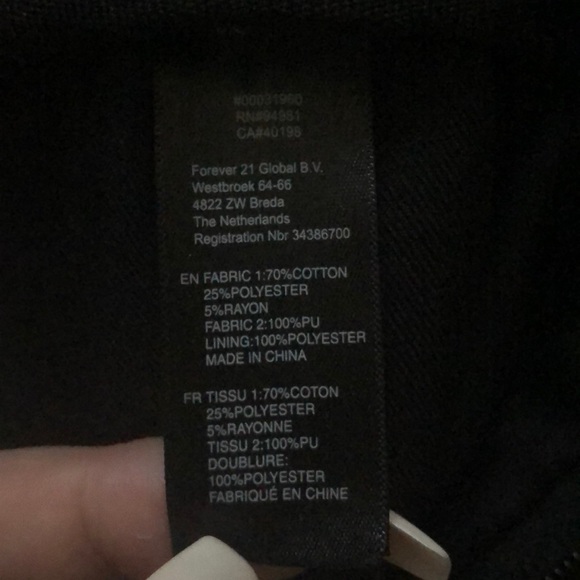 #00031960
RN#94961
CA#40198
Forever 21 Global B.V.
Westbroek 64-66
4822 ZW Breda
The Netherlands
Registration Nbr 34386700
EN FABRIC 1:70%COTTON
25%POLYESTER
5%RAYON
FABRIC 2:100%PU
LINING:100%POLYESTER
MADE IN CHINA
FR TISSU 1:70%COTON
25%POLYESTER
5%RAYONNE
TISSU 2:100%PU
DOUBLURE:
100%POLYESTER
FABRIQUÉ EN CHINE